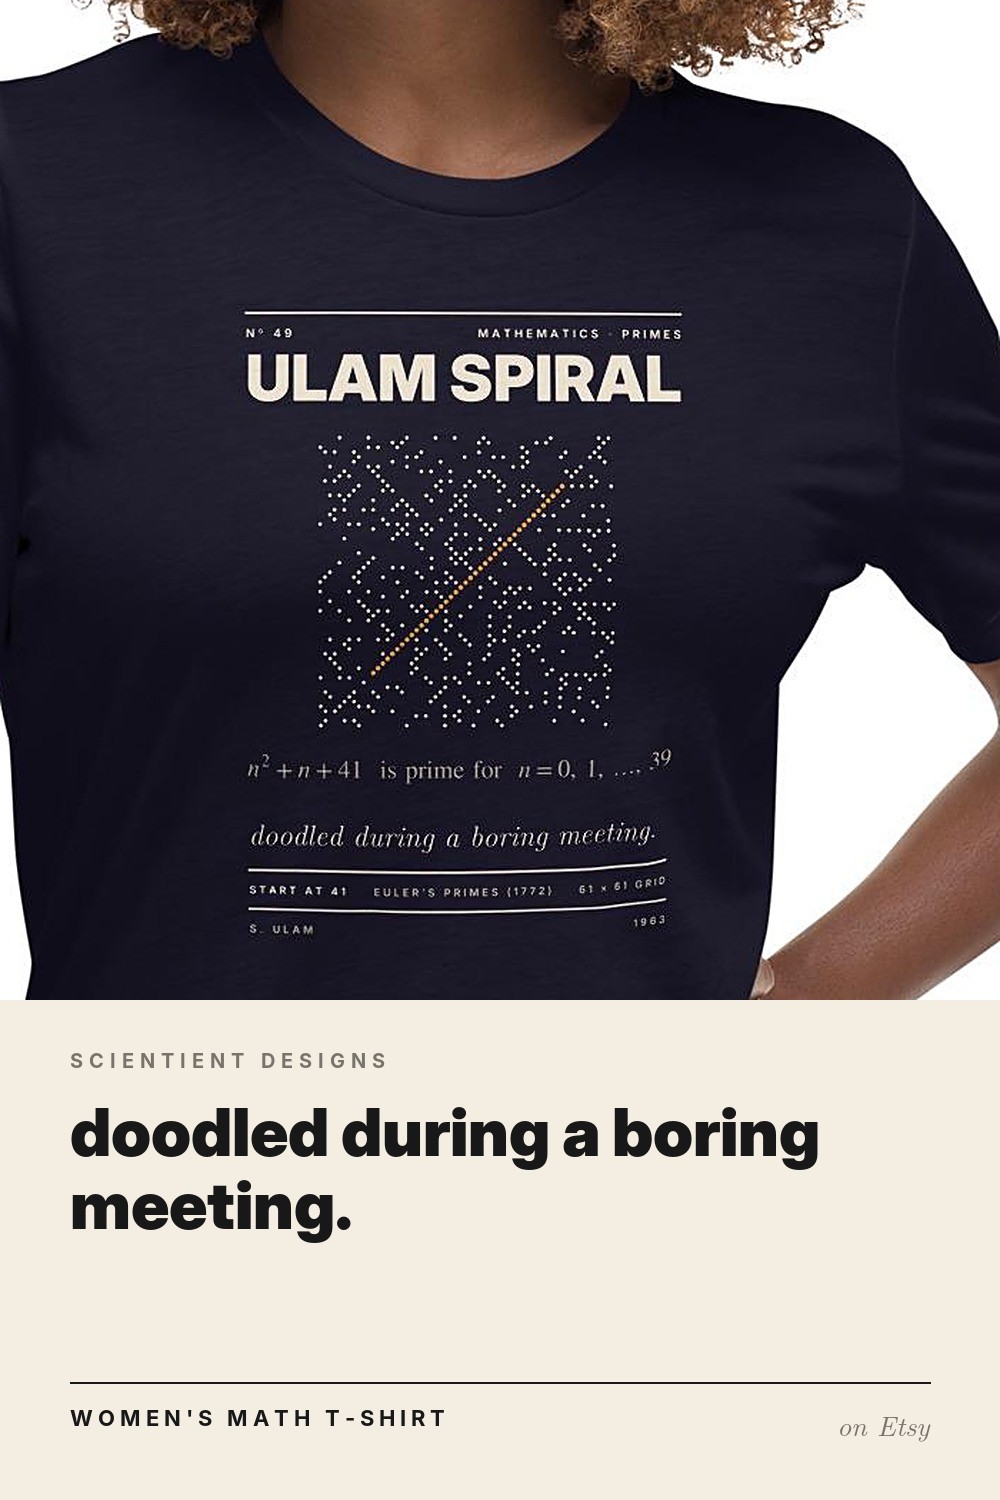 Nº 49 MATHEMATICS · PRIMES
ULAM SPIRAL
n² + n + 41 is prime for n = 0, 1, ..., 39
doodled during a boring meeting.
START AT 41 EULER'S PRIMES (1772) 61 × 61 GRID
S. ULAM 1963
SCIENTIENT DESIGNS
doodled during a boring
meeting.
WOMEN'S MATH T-SHIRT
on Etsy